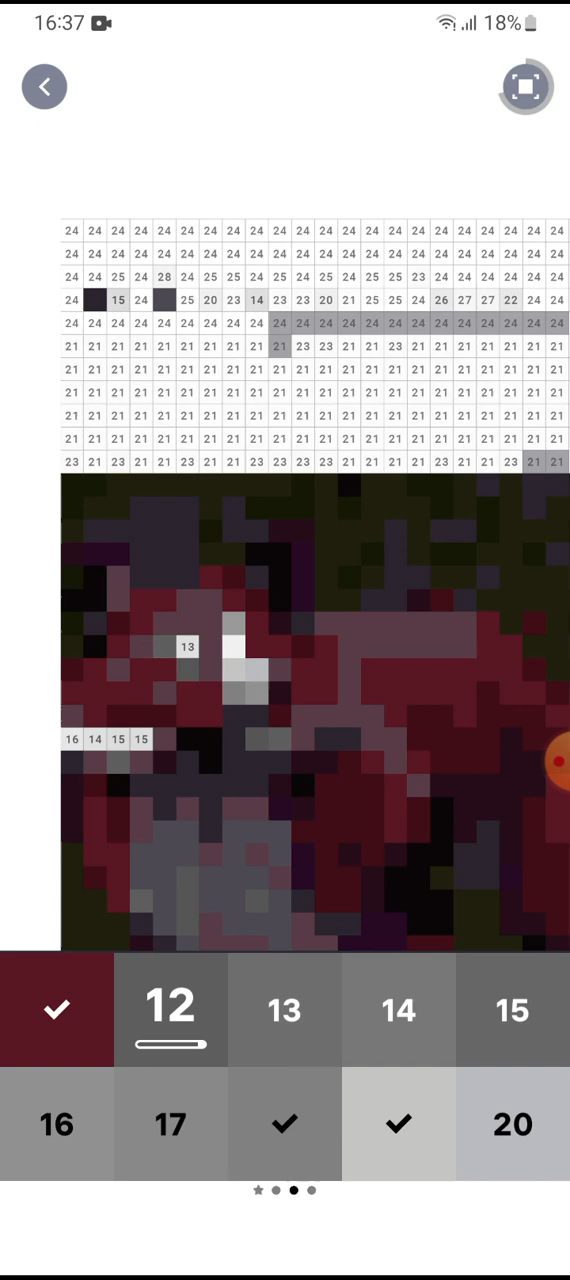 16:37 18%
24 24 24 24 24 24 24 24 24 24 24 24 24 24 24 24 24 24 24 24 24 24
24 24 24 24 24 24 24 24 24 24 24 24 24 24 24 24 24 24 24 24 24 24
24 24 25 24 28 24 25 25 24 25 24 25 24 25 25 23 24 24 24 24 24 24
24 15 24 25 20 23 14 23 23 20 21 25 25 24 26 27 27 22 24 24
24 24 24 24 24 24 24 24 24 24 24 24 24 24 24 24 24 24 24 24 24 24
21 21 21 21 21 21 21 21 21 21 23 23 21 21 23 21 21 21 21 21 21 21
21 21 21 21 21 21 21 21 21 21 21 21 21 21 21 21 21 21 21 21 21 21
21 21 21 21 21 21 21 21 21 21 21 21 21 21 21 21 21 21 21 21 21 21
21 21 21 21 21 21 21 21 21 21 21 21 21 21 21 21 21 21 21 21 21 21
21 21 21 21 21 21 21 21 21 21 21 21 21 21 21 21 21 21 21 21 21 21
23 21 23 21 21 23 21 21 23 23 23 23 21 21 21 21 23 21 21 23 21 21
13
16 14 15 15
12 13 14 15
16 17 20